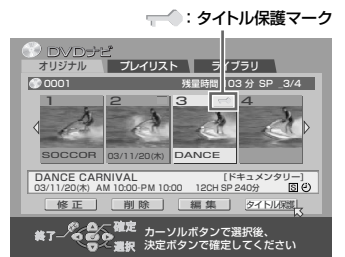 ：タイトル保護マーク
DVDナビ
オリジナル プレイリスト ライブラリ
0001 残量時間 03分 SP _3/4
1 2 3 4
SOCCOR 03/11/20(木) DANCE
DANCE CARNIVAL [ドキュメンタリー]
03/11/20(木) AM 10:00-PM 10:00 12CH SP 240分 S
修正 削除 編集 タイトル保護
終了 確定 選択 カーソルボタンで選択後、
決定ボタンで確定してください